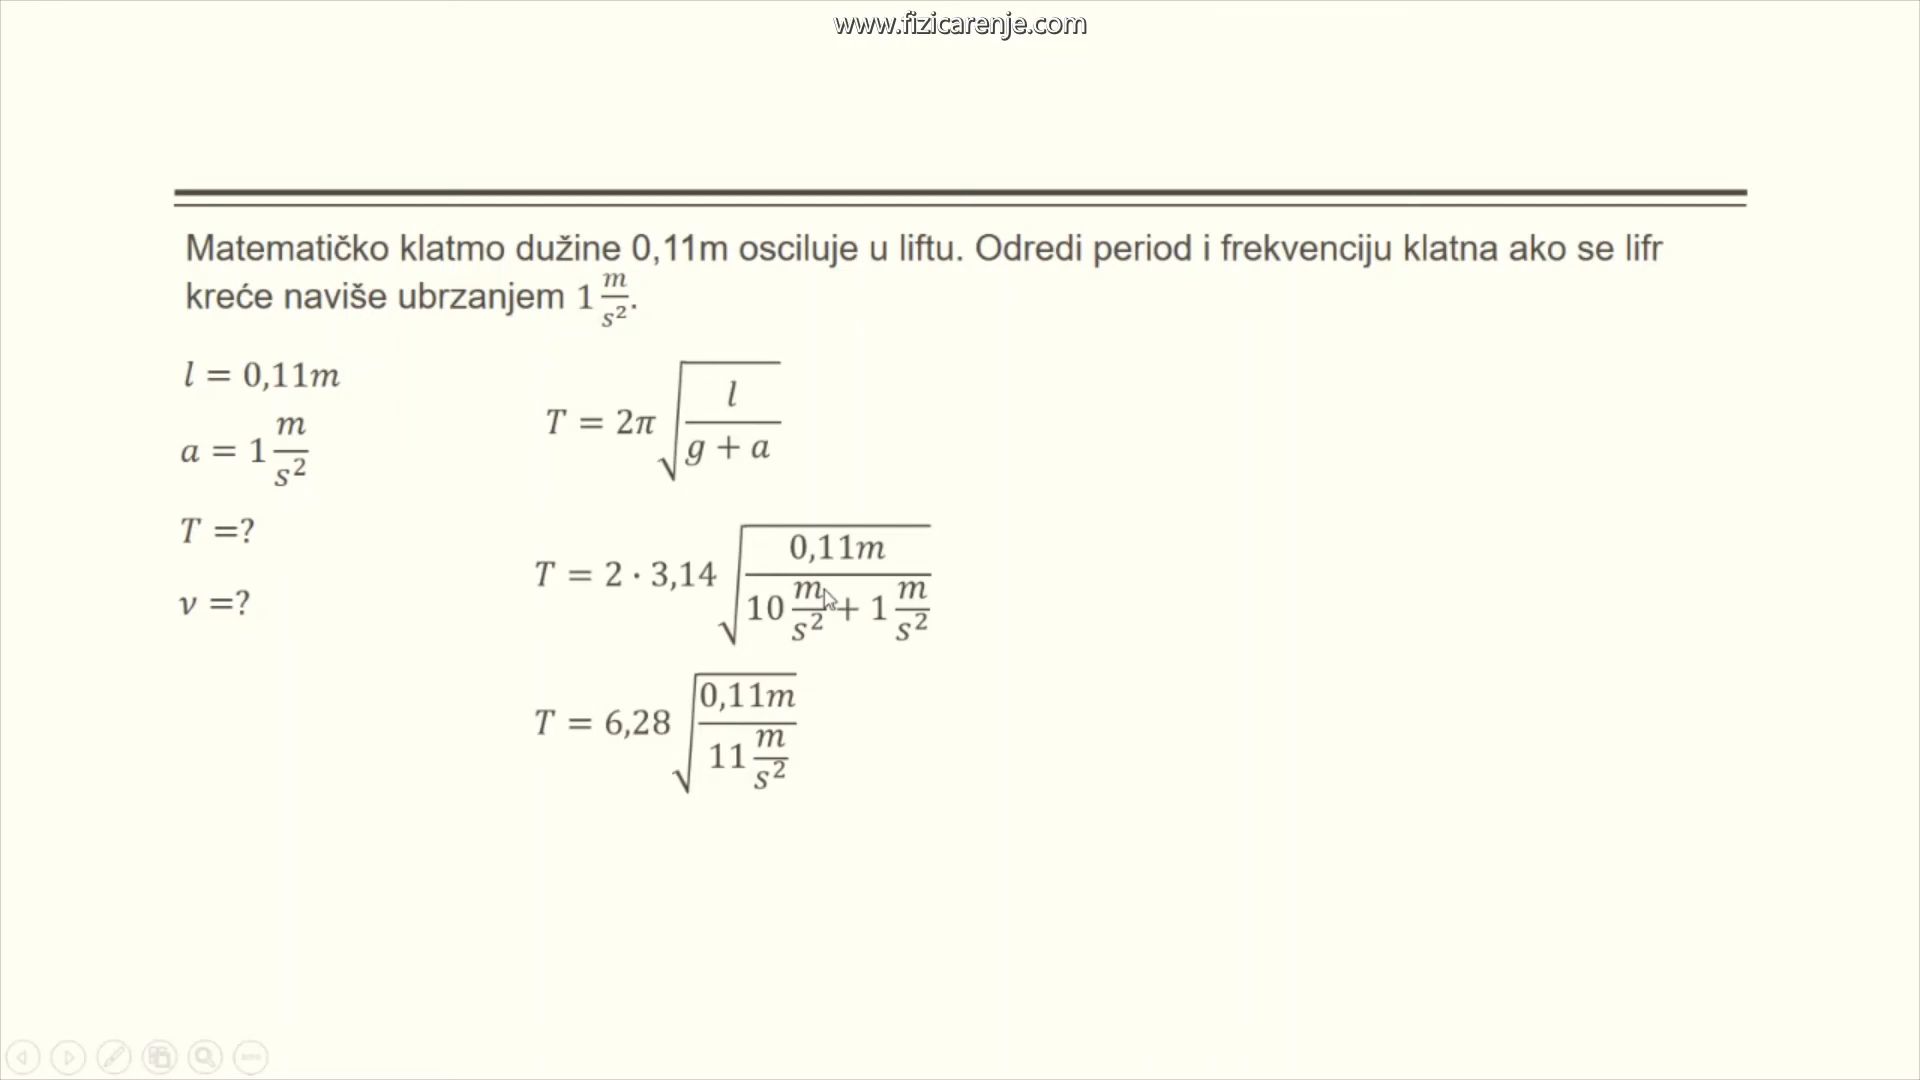 www.fizicarenje.com
Matematičko klatmo dužine 0,11m osciluje u liftu. Odredi period i frekvenciju klatna ako se lifr
kreće naviše ubrzanjem 1 m/s².
l = 0,11m
a = 1 m/s²
T =?
ν =?
T = 2π √(l/(g + a))
T = 2 · 3,14 √(0,11m/(10 m/s² + 1 m/s²))
T = 6,28 √(0,11m/(11 m/s²))